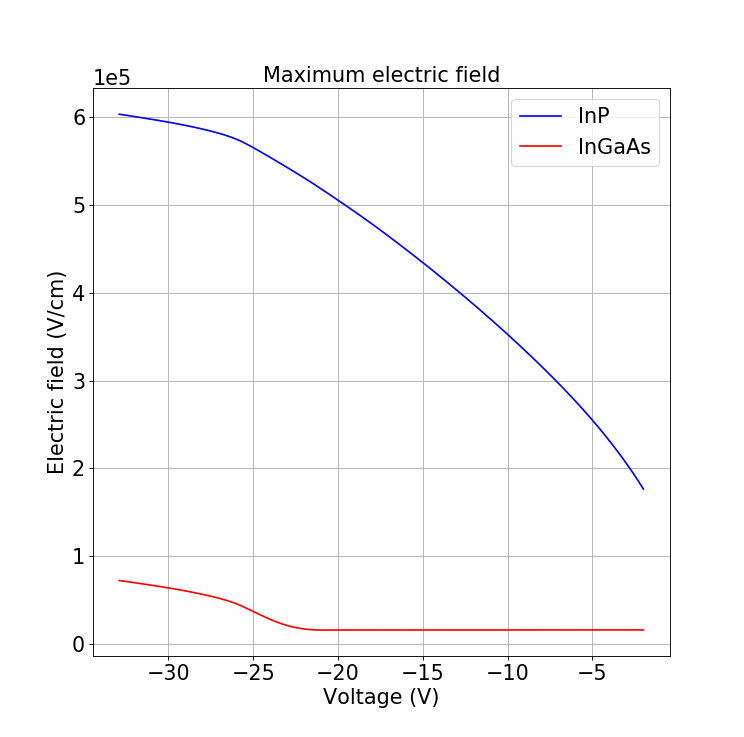 Maximum electric field
1e5
InP
InGaAs
6
5
4
3
2
1
0
Electric field (V/cm)
−30 −25 −20 −15 −10 −5
Voltage (V)